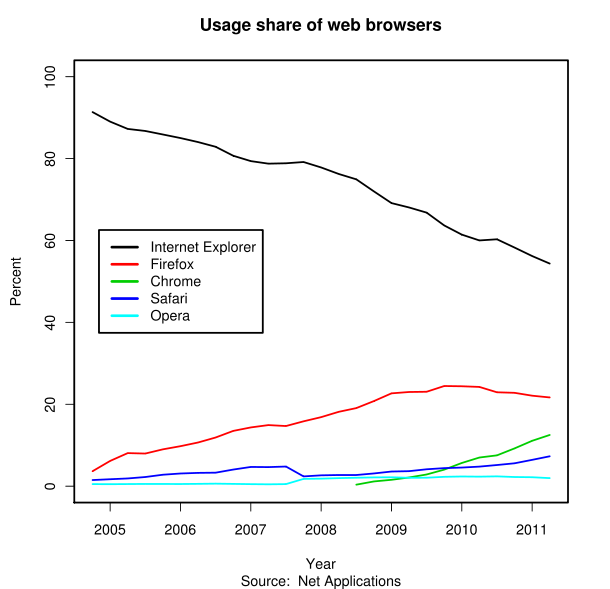 Usage share of web browsers
Percent
100
80
60
40
20
0
Internet Explorer
Firefox
Chrome
Safari
Opera
2005 2006 2007 2008 2009 2010 2011
Year
Source: Net Applications